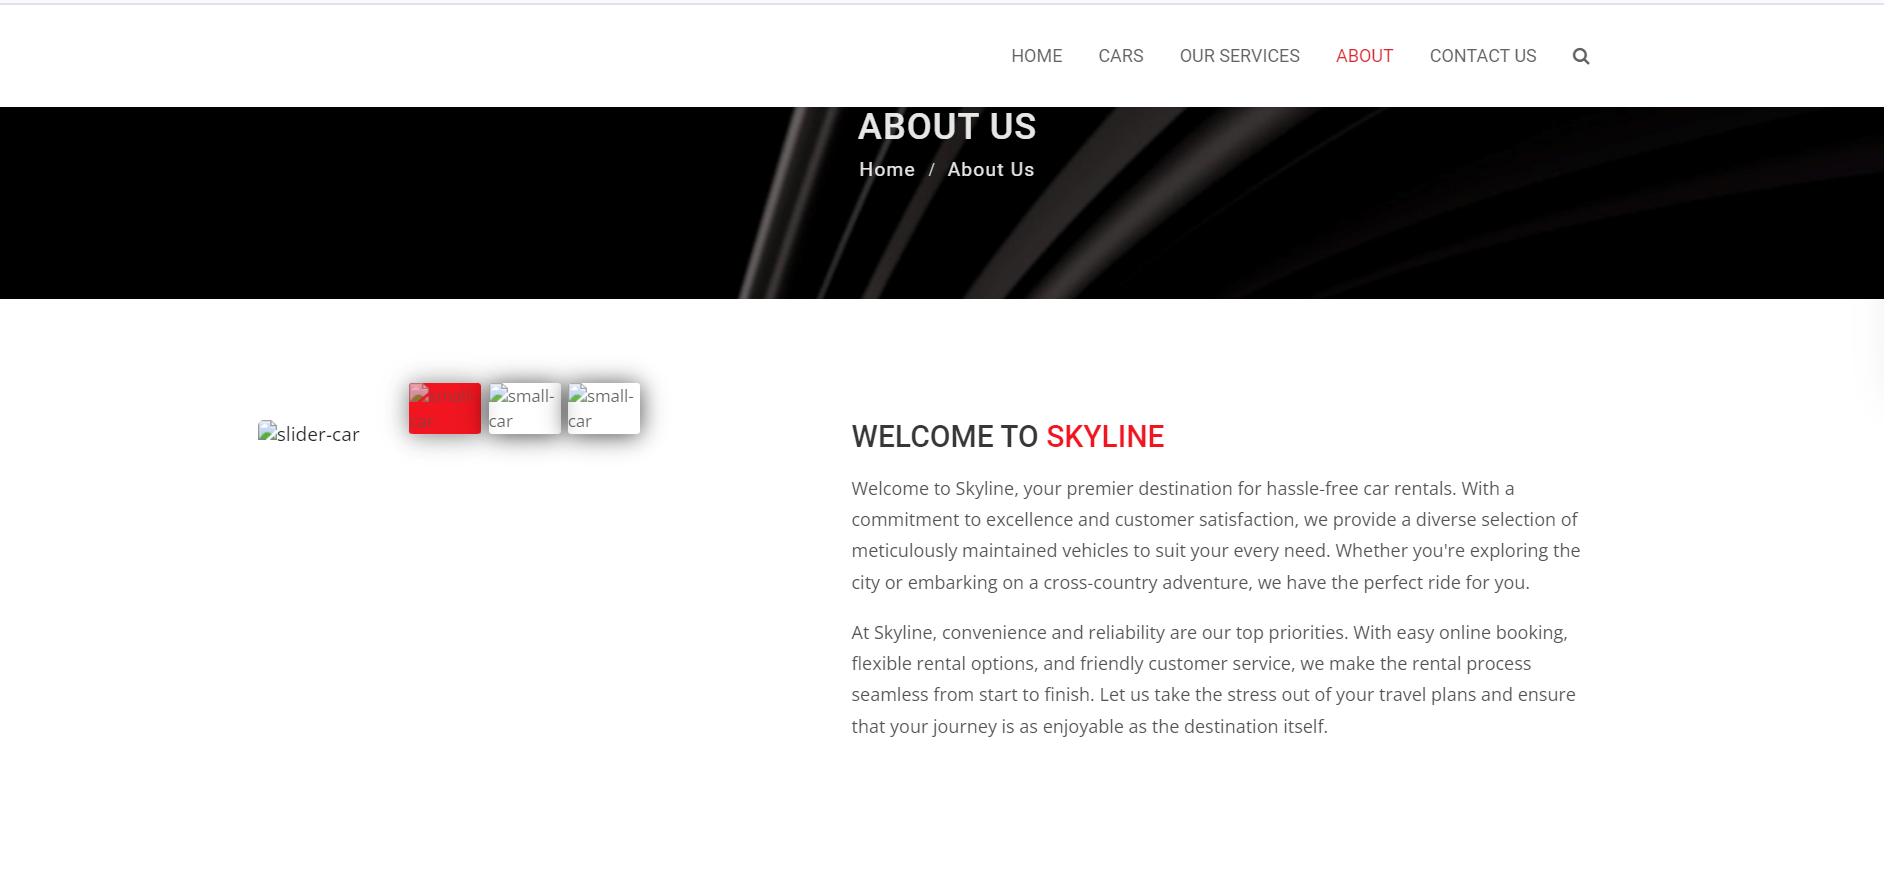 HOME CARS OUR SERVICES ABOUT CONTACT US
ABOUT US
Home / About Us
small-car
small-car
small-car
slider-car
WELCOME TO SKYLINE
Welcome to Skyline, your premier destination for hassle-free car rentals. With a
commitment to excellence and customer satisfaction, we provide a diverse selection of
meticulously maintained vehicles to suit your every need. Whether you're exploring the
city or embarking on a cross-country adventure, we have the perfect ride for you.
At Skyline, convenience and reliability are our top priorities. With easy online booking,
flexible rental options, and friendly customer service, we make the rental process
seamless from start to finish. Let us take the stress out of your travel plans and ensure
that your journey is as enjoyable as the destination itself.